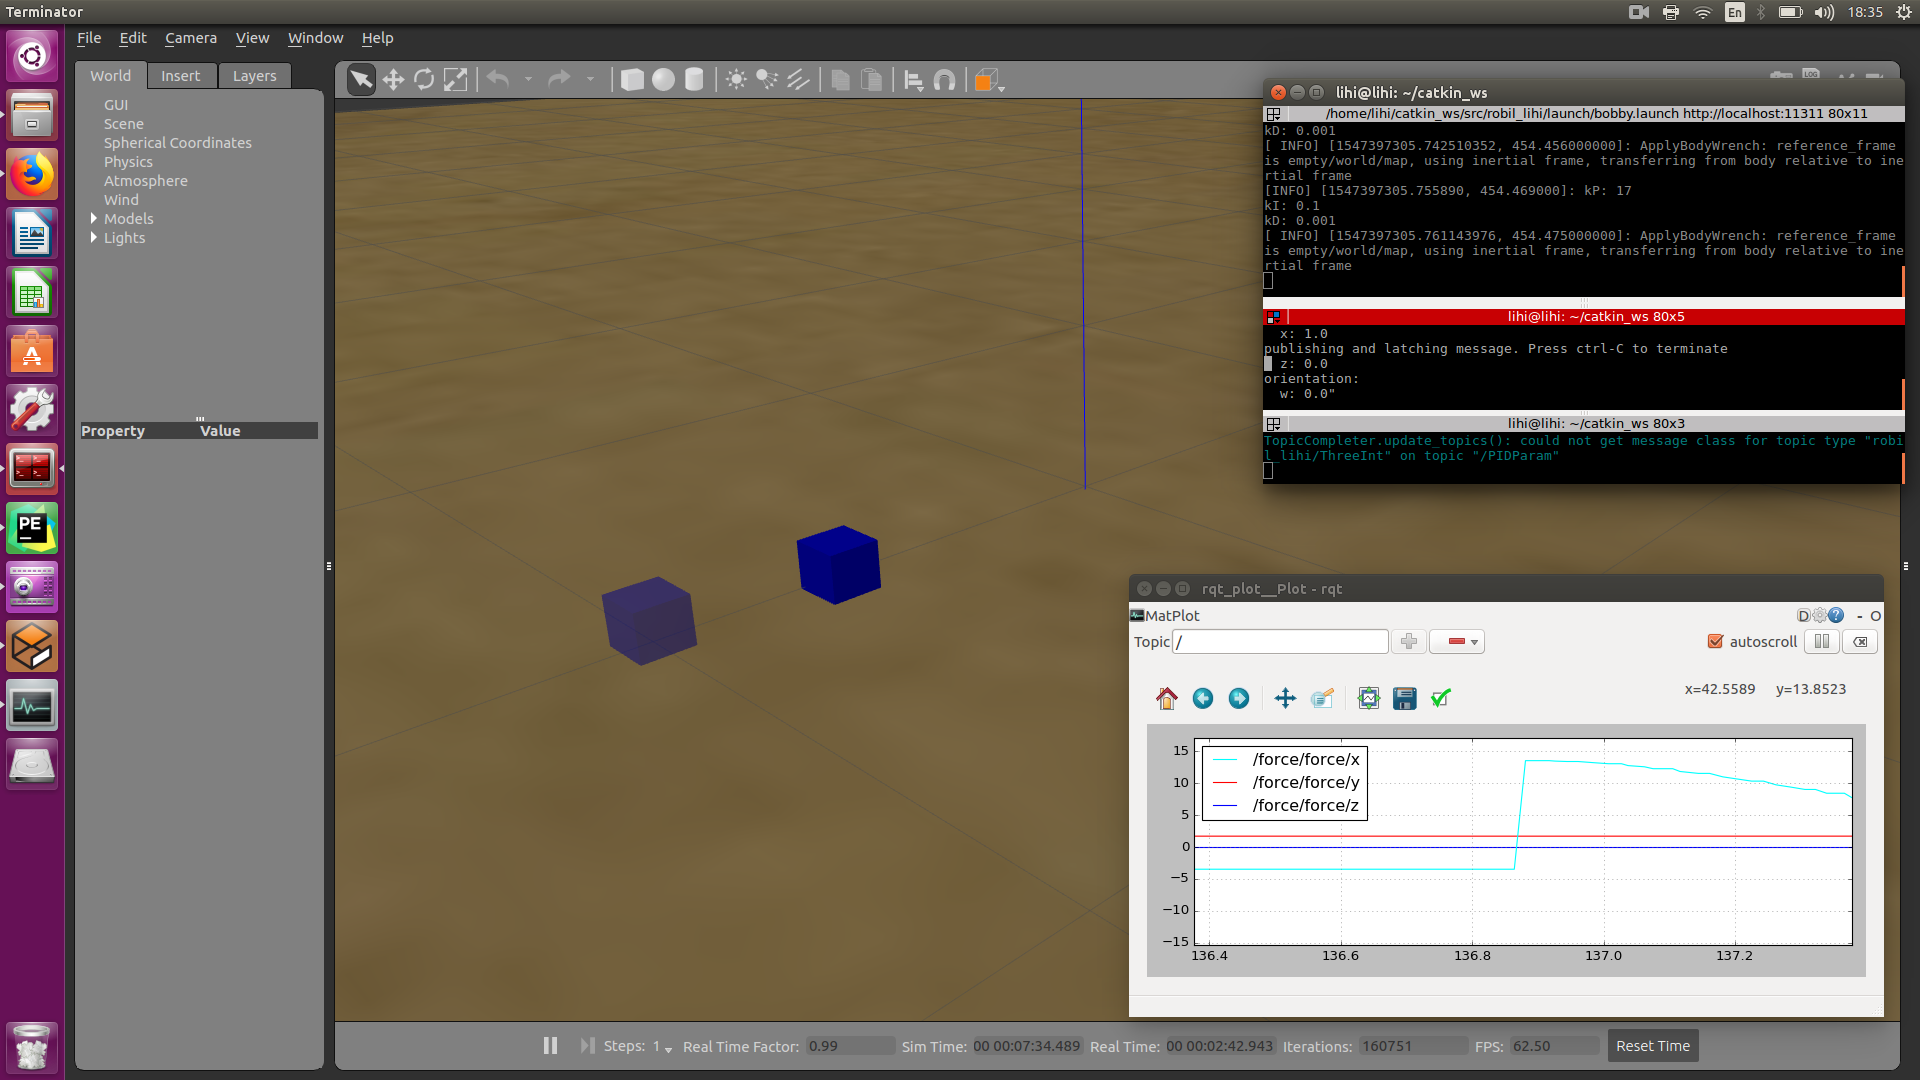 Terminator
En
18:35
File Edit Camera View Window Help
World Insert Layers
GUI
Scene
Spherical Coordinates
Physics
Atmosphere
Wind
Models
Lights
Property Value
PE
LOG
lihi@lihi: ~/catkin_ws
/home/lihi/catkin_ws/src/robil_lihi/launch/bobby.launch http://localhost:11311 80x11
kD: 0.001
[ INFO] [1547397305.742510352, 454.456000000]: ApplyBodyWrench: reference_frame
is empty/world/map, using inertial frame, transferring from body relative to ine
rtial frame
[INFO] [1547397305.755890, 454.469000]: kP: 17
kI: 0.1
kD: 0.001
[ INFO] [1547397305.761143976, 454.475000000]: ApplyBodyWrench: reference_frame
is empty/world/map, using inertial frame, transferring from body relative to ine
rtial frame
lihi@lihi: ~/catkin_ws 80x5
x: 1.0
publishing and latching message. Press ctrl-C to terminate
z: 0.0
orientation:
w: 0.0"
lihi@lihi: ~/catkin_ws 80x3
TopicCompleter.update_topics(): could not get message class for topic type "robi
l_lihi/ThreeInt" on topic "/PIDParam"
rqt_plot__Plot - rqt
MatPlot
D
- O
Topic /
autoscroll
x=42.5589 y=13.8523
/force/force/x
/force/force/y
/force/force/z
15
10
5
0
−5
−10
−15
136.4 136.6 136.8 137.0 137.2
Steps: 1 Real Time Factor: 0.99 Sim Time: 00 00:07:34.489 Real Time: 00 00:02:42.943 Iterations: 160751 FPS: 62.50 Reset Time